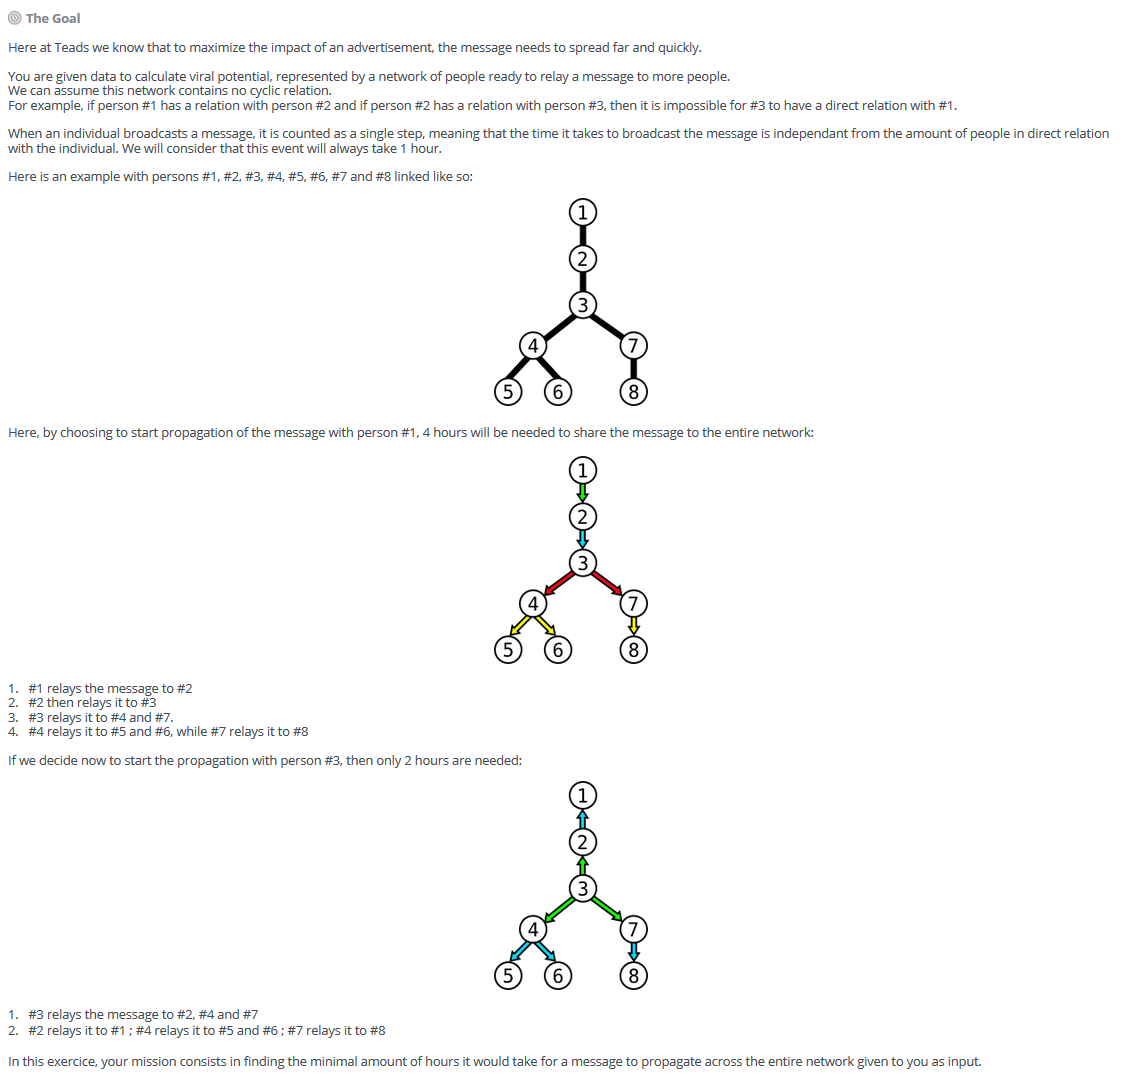 The Goal
Here at Teads we know that to maximize the impact of an advertisement, the message needs to spread far and quickly.
You are given data to calculate viral potential, represented by a network of people ready to relay a message to more people.
We can assume this network contains no cyclic relation.
For example, if person #1 has a relation with person #2 and if person #2 has a relation with person #3, then it is impossible for #3 to have a direct relation with #1.
When an individual broadcasts a message, it is counted as a single step, meaning that the time it takes to broadcast the message is independant from the amount of people in direct relation
with the individual. We will consider that this event will always take 1 hour.
Here is an example with persons #1, #2, #3, #4, #5, #6, #7 and #8 linked like so:
1
2
3
4 7
5 6 8
Here, by choosing to start propagation of the message with person #1, 4 hours will be needed to share the message to the entire network:
1
2
3
4 7
5 6 8
1. #1 relays the message to #2
2. #2 then relays it to #3
3. #3 relays it to #4 and #7.
4. #4 relays it to #5 and #6, while #7 relays it to #8
If we decide now to start the propagation with person #3, then only 2 hours are needed:
1
2
3
4 7
5 6 8
1. #3 relays the message to #2, #4 and #7
2. #2 relays it to #1 ; #4 relays it to #5 and #6 ; #7 relays it to #8
In this exercice, your mission consists in finding the minimal amount of hours it would take for a message to propagate across the entire network given to you as input.